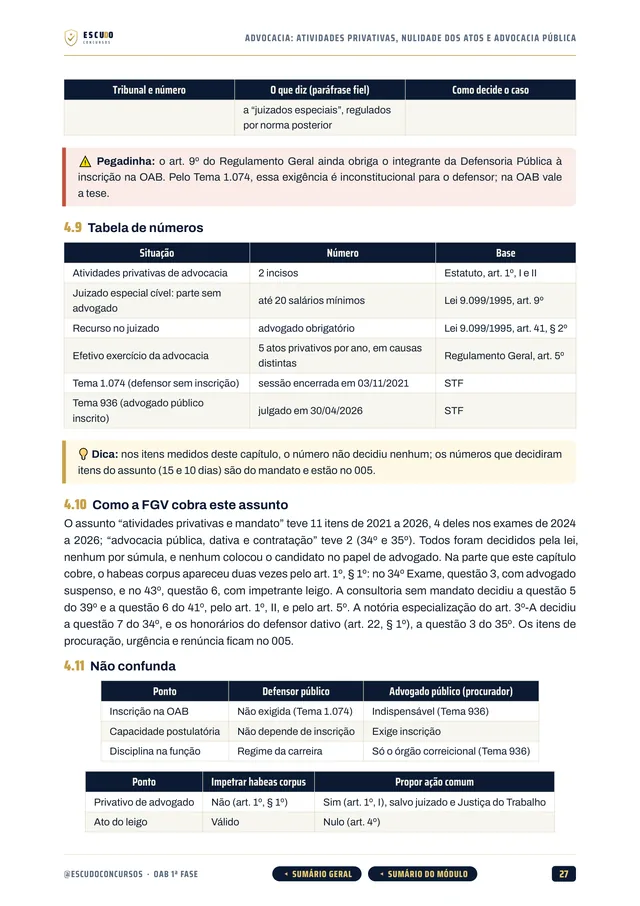 ESCUDO
CONCURSOS
ADVOCACIA: ATIVIDADES PRIVATIVAS, NULIDADE DOS ATOS E ADVOCACIA PÚBLICA
Tribunal e número | O que diz (paráfrase fiel) | Como decide o caso
a “juizados especiais”, regulados
por norma posterior
Pegadinha: o art. 9º do Regulamento Geral ainda obriga o integrante da Defensoria Pública à
inscrição na OAB. Pelo Tema 1.074, essa exigência é inconstitucional para o defensor; na OAB vale
a tese.
4.9 Tabela de números
Situação | Número | Base
Atividades privativas de advocacia | 2 incisos | Estatuto, art. 1º, I e II
Juizado especial cível: parte sem
advogado | até 20 salários mínimos | Lei 9.099/1995, art. 9º
Recurso no juizado | advogado obrigatório | Lei 9.099/1995, art. 41, § 2º
Efetivo exercício da advocacia | 5 atos privativos por ano, em causas
distintas | Regulamento Geral, art. 5º
Tema 1.074 (defensor sem inscrição) | sessão encerrada em 03/11/2021 | STF
Tema 936 (advogado público
inscrito) | julgado em 30/04/2026 | STF
Dica: nos itens medidos deste capítulo, o número não decidiu nenhum; os números que decidiram
itens do assunto (15 e 10 dias) são do mandato e estão no 005.
4.10 Como a FGV cobra este assunto
O assunto “atividades privativas e mandato” teve 11 itens de 2021 a 2026, 4 deles nos exames de 2024
a 2026; “advocacia pública, dativa e contratação” teve 2 (34º e 35º). Todos foram decididos pela lei,
nenhum por súmula, e nenhum colocou o candidato no papel de advogado. Na parte que este capítulo
cobre, o habeas corpus apareceu duas vezes pelo art. 1º, § 1º: no 34º Exame, questão 3, com advogado
suspenso, e no 43º, questão 6, com impetrante leigo. A consultoria sem mandato decidiu a questão 5
do 39º e a questão 6 do 41º, pelo art. 1º, II, e pelo art. 5º. A notória especialização do art. 3º-A decidiu
a questão 7 do 34º, e os honorários do defensor dativo (art. 22, § 1º), a questão 3 do 35º. Os itens de
procuração, urgência e renúncia ficam no 005.
4.11 Não confunda
Ponto | Defensor público | Advogado público (procurador)
Inscrição na OAB | Não exigida (Tema 1.074) | Indispensável (Tema 936)
Capacidade postulatória | Não depende de inscrição | Exige inscrição
Disciplina na função | Regime da carreira | Só o órgão correicional (Tema 936)
Ponto | Impetrar habeas corpus | Propor ação comum
Privativo de advogado | Não (art. 1º, § 1º) | Sim (art. 1º, I), salvo juizado e Justiça do Trabalho
Ato do leigo | Válido | Nulo (art. 4º)
@ESCUDOCONCURSOS · OAB 1ª FASE
SUMÁRIO GERAL
SUMÁRIO DO MÓDULO
27